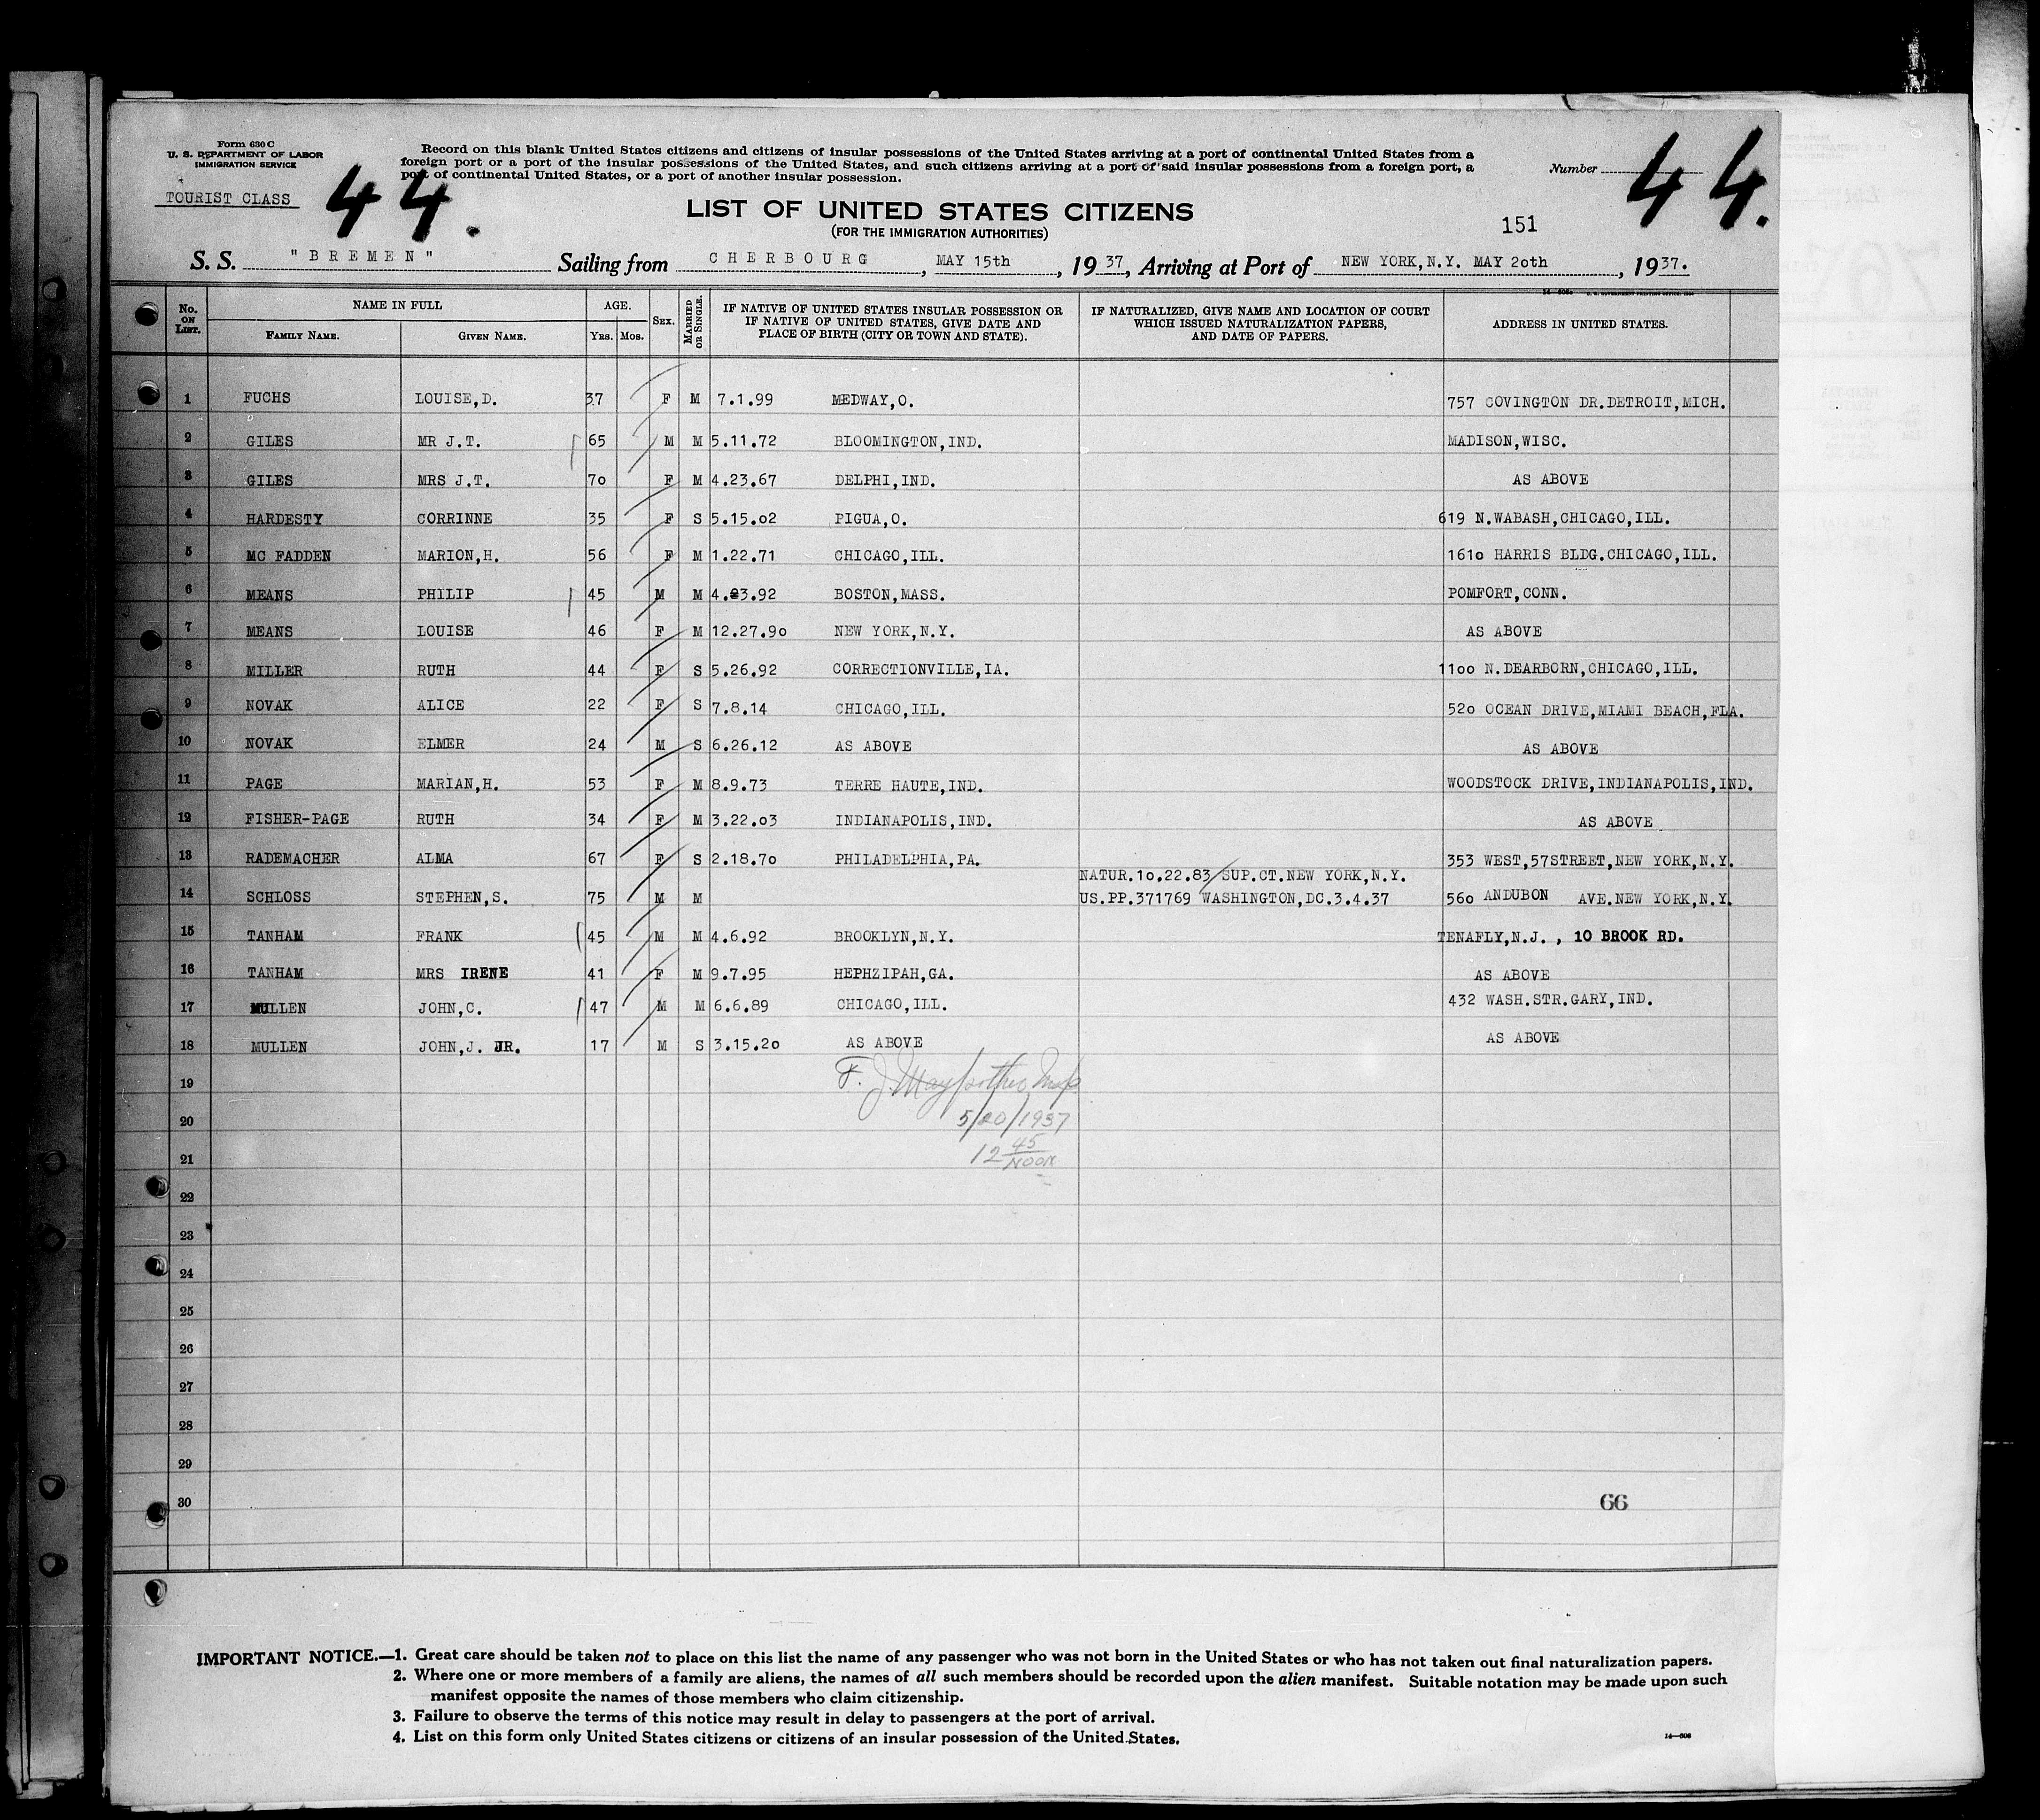 Form 630 C
U. S. DEPARTMENT OF LABOR
IMMIGRATION SERVICE
TOURIST CLASS
44.
Record on this blank United States citizens and citizens of insular possessions of the United States arriving at a port of continental United States from a
foreign port or a port of the insular possessions of the United States, and such citizens arriving at a port of said insular possessions from a foreign port, a
port of continental United States, or a port of another insular possession.
Number 44.
LIST OF UNITED STATES CITIZENS
(FOR THE IMMIGRATION AUTHORITIES)
151
S. S. "BREMEN" Sailing from CHERBOURG, MAY 15th, 1937, Arriving at Port of NEW YORK,N.Y. MAY 2oth, 1937.
No. ON LIST. NAME IN FULL FAMILY NAME. GIVEN NAME. AGE. YRS. MOS. SEX. MARRIED OR SINGLE. IF NATIVE OF UNITED STATES INSULAR POSSESSION OR IF NATIVE OF UNITED STATES, GIVE DATE AND PLACE OF BIRTH (CITY OR TOWN AND STATE). IF NATURALIZED, GIVE NAME AND LOCATION OF COURT WHICH ISSUED NATURALIZATION PAPERS, AND DATE OF PAPERS. ADDRESS IN UNITED STATES.
1 FUCHS LOUISE,D. 37 F M 7.1.99 MEDWAY,O. 757 COVINGTON DR.DETROIT,MICH.
2 GILES MR J.T. 65 M M 5.11.72 BLOOMINGTON,IND. MADISON,WISC.
3 GILES MRS J.T. 7o F M 4.23.67 DELPHI,IND. AS ABOVE
4 HARDESTY CORRINNE 35 F S 5.15.o2 PIGUA,O. 619 N.WABASH,CHICAGO,ILL.
5 MC FADDEN MARION,H. 56 F M 1.22.71 CHICAGO,ILL. 161o HARRIS BLDG.CHICAGO,ILL.
6 MEANS PHILIP 45 M M 4.23.92 BOSTON,MASS. POMFORT,CONN.
7 MEANS LOUISE 46 F M 12.27.9o NEW YORK,N.Y. AS ABOVE
8 MILLER RUTH 44 F S 5.26.92 CORRECTIONVILLE,IA. 11oo N.DEARBORN,CHICAGO,ILL.
9 NOVAK ALICE 22 F S 7.8.14 CHICAGO,ILL. 52o OCEAN DRIVE,MIAMI BEACH,FLA.
10 NOVAK ELMER 24 M S 6.26.12 AS ABOVE AS ABOVE
11 PAGE MARIAN,H. 53 F M 8.9.73 TERRE HAUTE,IND. WOODSTOCK DRIVE,INDIANAPOLIS,IND.
12 FISHER-PAGE RUTH 34 F M 3.22.o3 INDIANAPOLIS,IND. AS ABOVE
13 RADEMACHER ALMA 67 F S 2.18.7o PHILADELPHIA,PA. 353 WEST,57STREET,NEW YORK,N.Y.
NATUR.1o.22.83/SUP.CT.NEW YORK,N.Y.
14 SCHLOSS STEPHEN,S. 75 M M US.PP.371769 WASHINGTON,DC.3.4.37 56o ANDUBON AVE.NEW YORK,N.Y.
15 TANHAM FRANK 45 M M 4.6.92 BROOKLYN,N.Y. TENAFLY,N.J., 10 BROOK RD.
16 TANHAM MRS IRENE 41 F M 9.7.95 HEPHZIPAH,GA. AS ABOVE
17 MULLEN JOHN,C. 47 M M 6.6.89 CHICAGO,ILL. 432 WASH.STR.GARY,IND.
18 MULLEN JOHN,J. JR. 17 M S 3.15.2o AS ABOVE AS ABOVE
19 F. J.
20 5/20/1937
21 12 45 NOON
22
23
24
25
26
27
28
29
30 66
IMPORTANT NOTICE.—1. Great care should be taken not to place on this list the name of any passenger who was not born in the United States or who has not taken out final naturalization papers.
2. Where one or more members of a family are aliens, the names of all such members should be recorded upon the alien manifest. Suitable notation may be made upon such
manifest opposite the names of those members who claim citizenship.
3. Failure to observe the terms of this notice may result in delay to passengers at the port of arrival.
4. List on this form only United States citizens or citizens of an insular possession of the United States.